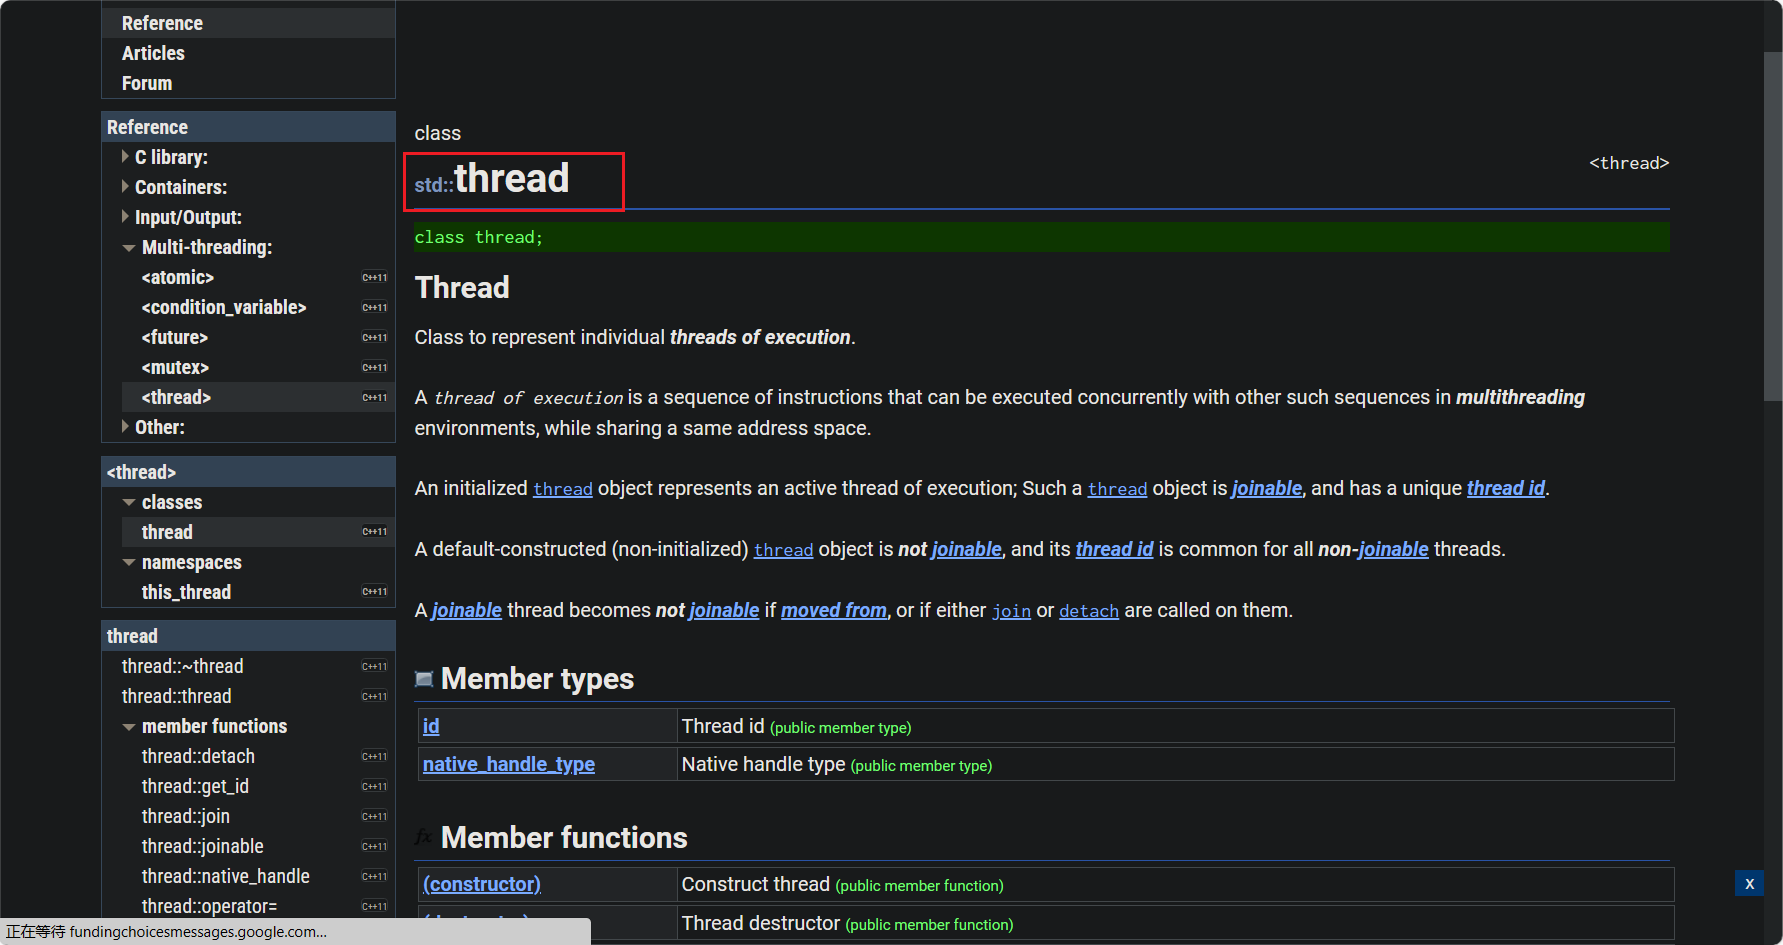 Reference
Articles
Forum
Reference
C library:
Containers:
Input/Output:
Multi-threading:
<atomic> C++11
<condition_variable> C++11
<future> C++11
<mutex> C++11
<thread> C++11
Other:
<thread>
classes
thread C++11
namespaces
this_thread C++11
thread
thread::~thread C++11
thread::thread C++11
member functions
thread::detach C++11
thread::get_id C++11
thread::join C++11
thread::joinable C++11
thread::native_handle C++11
thread::operator= C++11
class
std::thread
<thread>
class thread;
Thread
Class to represent individual threads of execution.
A thread of execution is a sequence of instructions that can be executed concurrently with other such sequences in multithreading
environments, while sharing a same address space.
An initialized thread object represents an active thread of execution; Such a thread object is joinable, and has a unique thread id.
A default-constructed (non-initialized) thread object is not joinable, and its thread id is common for all non-joinable threads.
A joinable thread becomes not joinable if moved from, or if either join or detach are called on them.
Member types
id Thread id (public member type)
native_handle_type Native handle type (public member type)
fx Member functions
(constructor) Construct thread (public member function)
Thread destructor (public member function)
X
正在等待 fundingchoicesmessages.google.com...